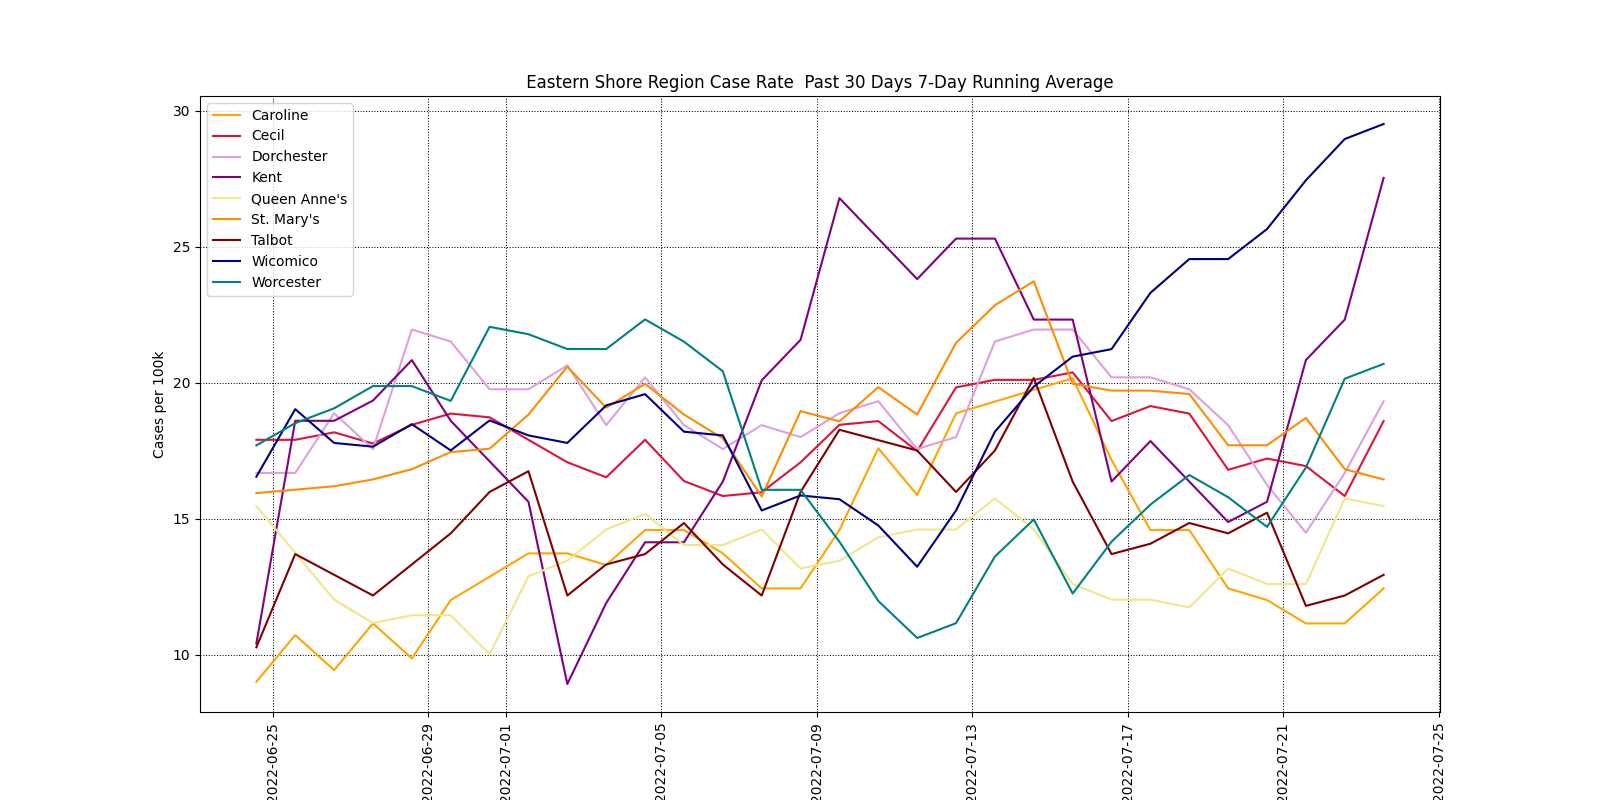 Eastern Shore Region Case Rate  Past 30 Days 7-Day Running Average
Cases per 100k
30
25
20
15
10
Caroline
Cecil
Dorchester
Kent
Queen Anne's
St. Mary's
Talbot
Wicomico
Worcester
2022-06-25
2022-06-29
2022-07-01
2022-07-05
2022-07-09
2022-07-13
2022-07-17
2022-07-21
2022-07-25